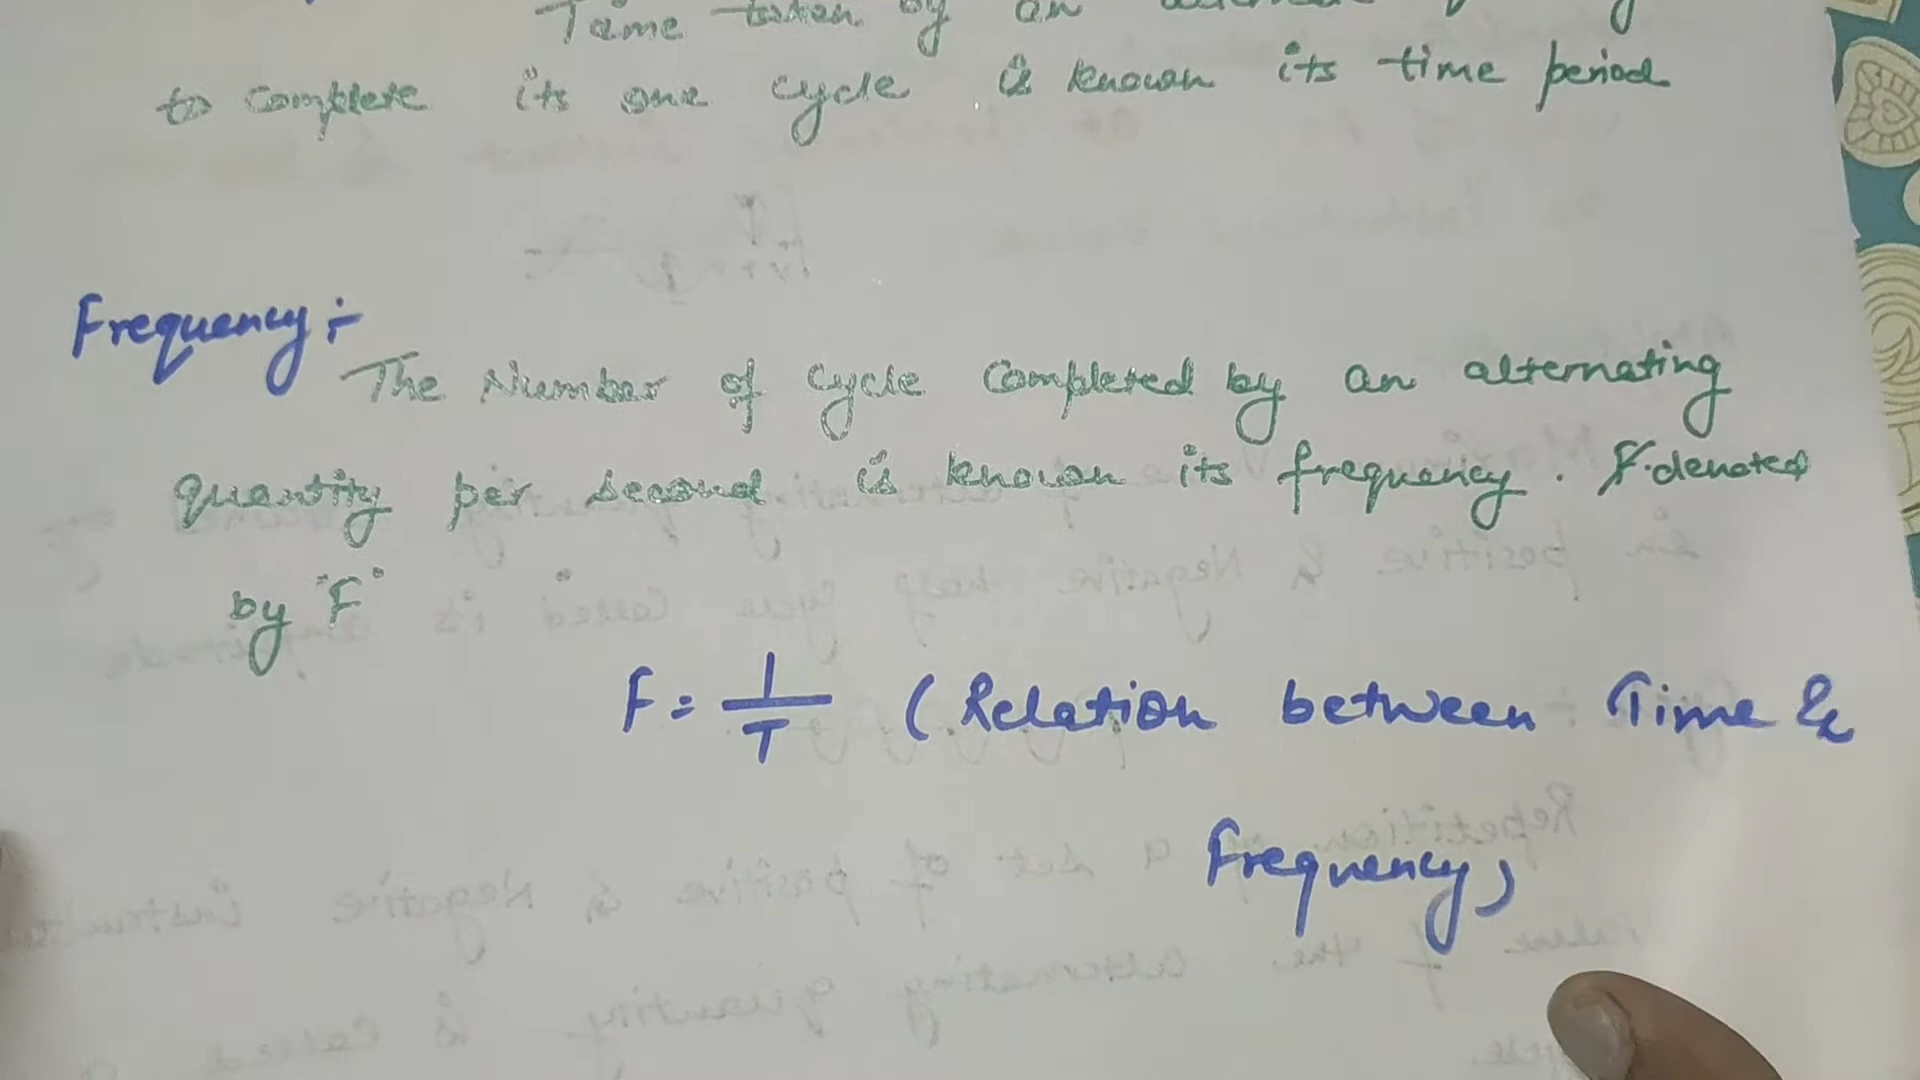 Time taken by an
to complete its one cycle is known its time period
Frequency:-
The Number of cycle completed by an alternating
quantity per second is known its frequency. denoted
by "F"
F = 1/T (Relation between Time &
Frequency)